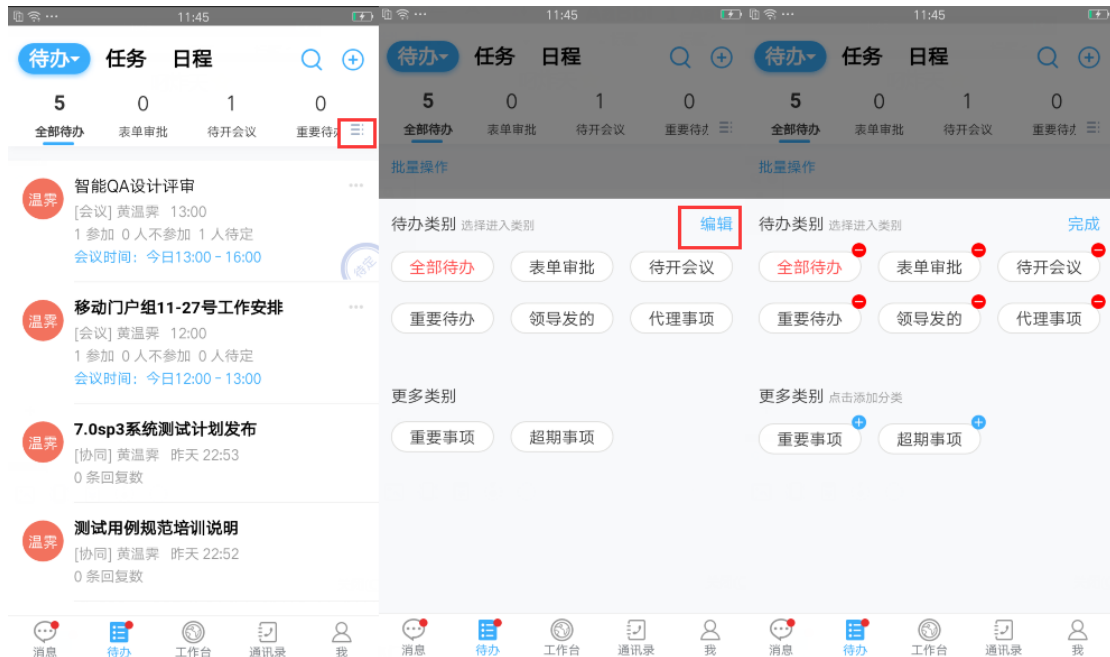 11:45
待办 任务 日程
5 0 1 0
全部待办 表单审批 待开会议 重要待办
温霁
智能QA设计评审
[会议] 黄温霁 13:00
1 参加 0 人不参加 1 人待定
会议时间：今日13:00 - 16:00
待定
温霁
移动门户组11-27号工作安排
[会议] 黄温霁 12:00
1 参加 0 人不参加 0 人待定
会议时间：今日12:00 - 13:00
温霁
7.0sp3系统测试计划发布
[协同] 黄温霁 昨天 22:53
0 条回复数
温霁
测试用例规范培训说明
[协同] 黄温霁 昨天 22:52
0 条回复数
消息 待办 工作台 通讯录 我
11:45
待办 任务 日程
5 0 1 0
全部待办 表单审批 待开会议 重要待办
批量操作
待办类别 选择进入类别 编辑
全部待办 表单审批 待开会议
重要待办 领导发的 代理事项
更多类别
重要事项 超期事项
消息 待办 工作台 通讯录 我
11:45
待办 任务 日程
5 0 1 0
全部待办 表单审批 待开会议 重要待办
批量操作
待办类别 选择进入类别 完成
全部待办 表单审批 待开会议
重要待办 领导发的 代理事项
更多类别 点击添加分类
重要事项 超期事项
消息 待办 工作台 通讯录 我